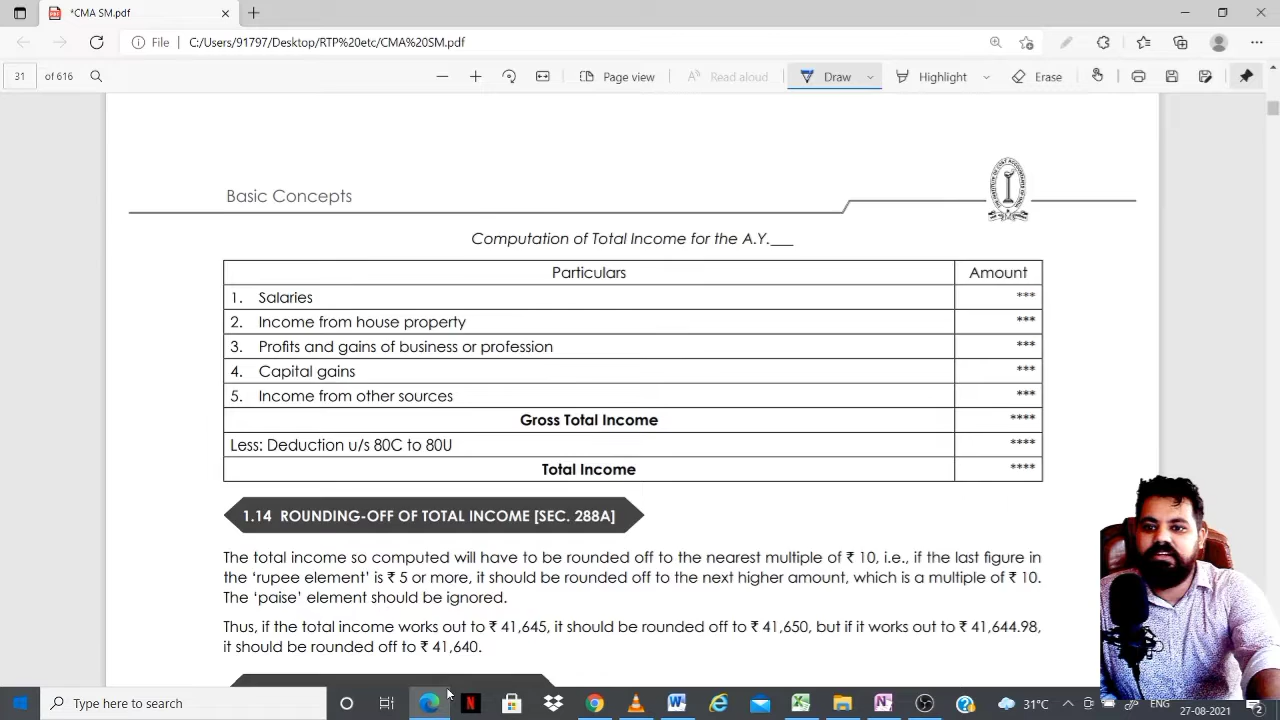 *CMA SM.pdf
File
C:/Users/91797/Desktop/RTP%20etc/CMA%20SM.pdf
31 of 616
Page view
Read aloud
Draw
Highlight
Erase
Basic Concepts
Computation of Total Income for the A.Y.___
Particulars Amount
1. Salaries ***
2. Income from house property ***
3. Profits and gains of business or profession ***
4. Capital gains ***
5. Income from other sources ***
Gross Total Income ****
Less: Deduction u/s 80C to 80U ****
Total Income ****
1.14 ROUNDING-OFF OF TOTAL INCOME [SEC. 288A]
The total income so computed will have to be rounded off to the nearest multiple of ₹ 10, i.e., if the last figure in
the ‘rupee element’ is ₹ 5 or more, it should be rounded off to the next higher amount, which is a multiple of ₹ 10.
The ‘paise’ element should be ignored.
Thus, if the total income works out to ₹ 41,645, it should be rounded off to ₹ 41,650, but if it works out to ₹ 41,644.98,
it should be rounded off to ₹ 41,640.
Type here to search
31°C
ENG
27-08-2021